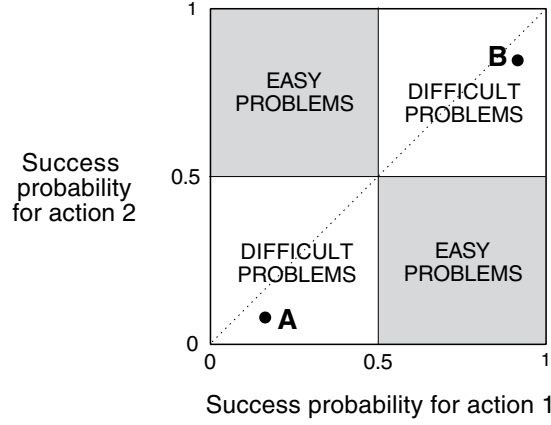 1
B
EASY
PROBLEMS
DIFFICULT
PROBLEMS
Success
probability
for action 2
0.5
DIFFICULT
PROBLEMS
EASY
PROBLEMS
A
0
0
0.5
1
Success probability for action 1